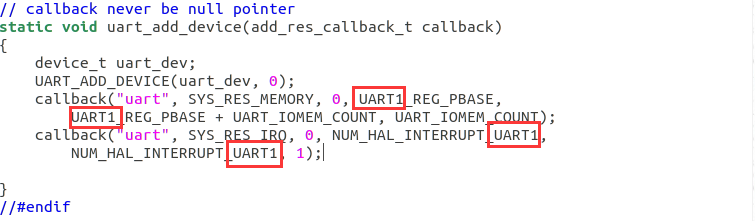 // callback never be null pointer
static void uart_add_device(add_res_callback_t callback)
{
device_t uart_dev;
UART_ADD_DEVICE(uart_dev, 0);
callback("uart", SYS_RES_MEMORY, 0, UART1_REG_PBASE,
UART1_REG_PBASE + UART_IOMEM_COUNT, UART_IOMEM_COUNT);
callback("uart", SYS_RES_IRQ, 0, NUM_HAL_INTERRUPT_UART1,
NUM_HAL_INTERRUPT_UART1, 1);
}
//#endif